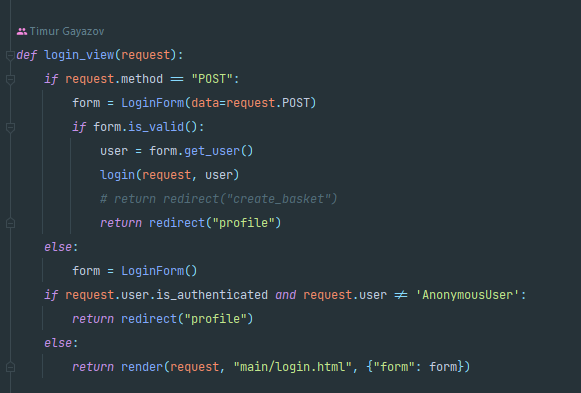 Timur Gayazov
def login_view(request):
    if request.method == "POST":
        form = LoginForm(data=request.POST)
        if form.is_valid():
            user = form.get_user()
            login(request, user)
            # return redirect("create_basket")
            return redirect("profile")
    else:
        form = LoginForm()
    if request.user.is_authenticated and request.user != 'AnonymousUser':
        return redirect("profile")
    else:
        return render(request, "main/login.html", {"form": form})